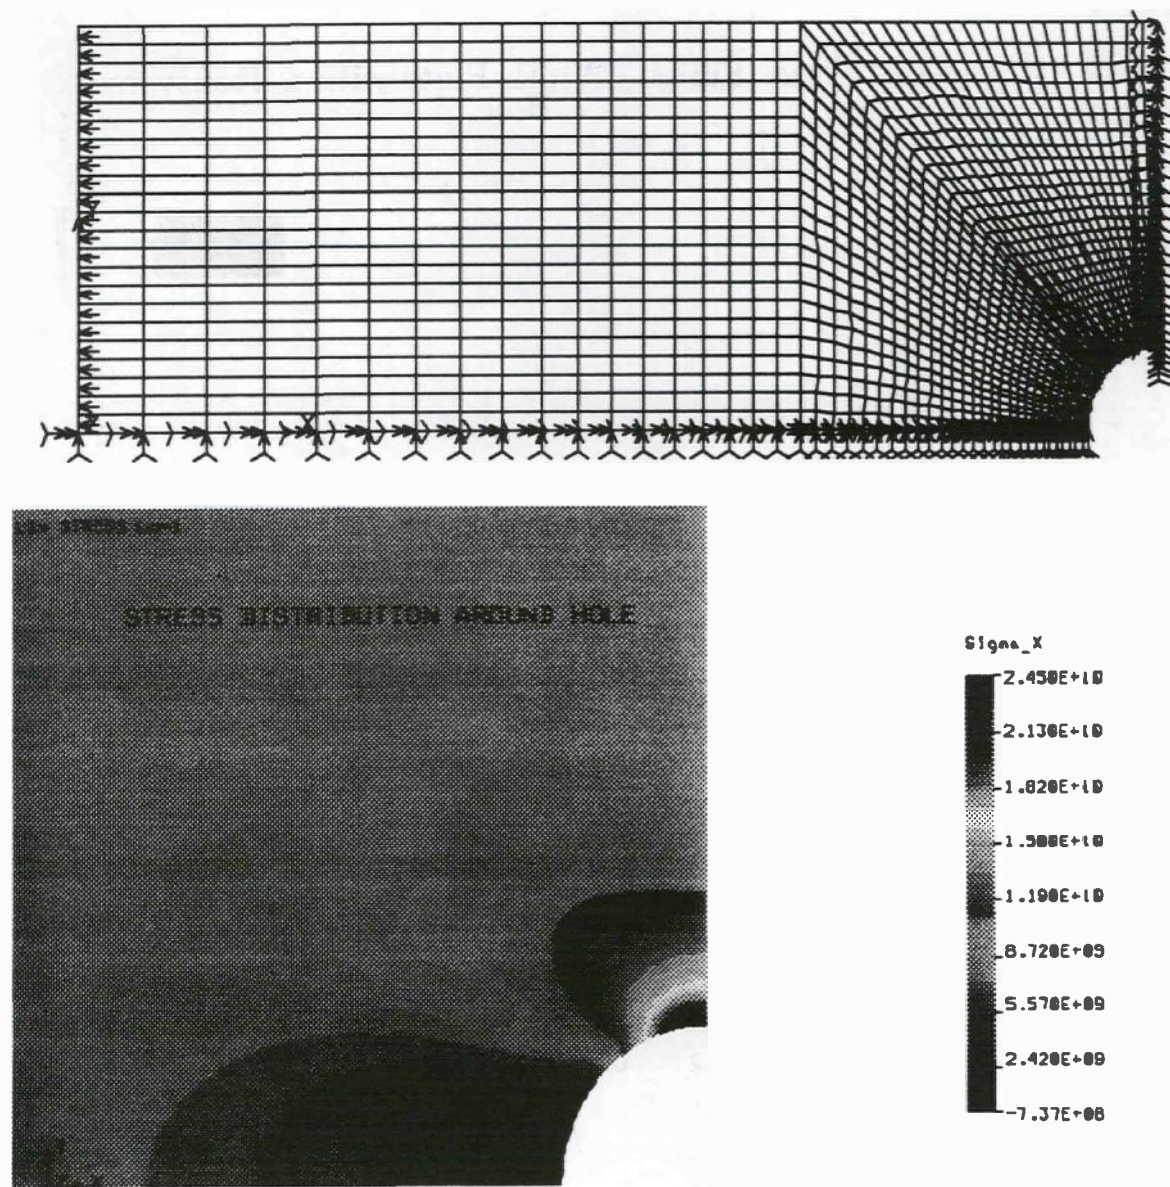 Y
X
STRESS DISTRIBUTION AROUND HOLE
Sigma_X
2.450E+10
2.130E+10
1.820E+10
1.500E+10
1.190E+10
8.720E+09
5.570E+09
2.420E+09
-7.37E+08